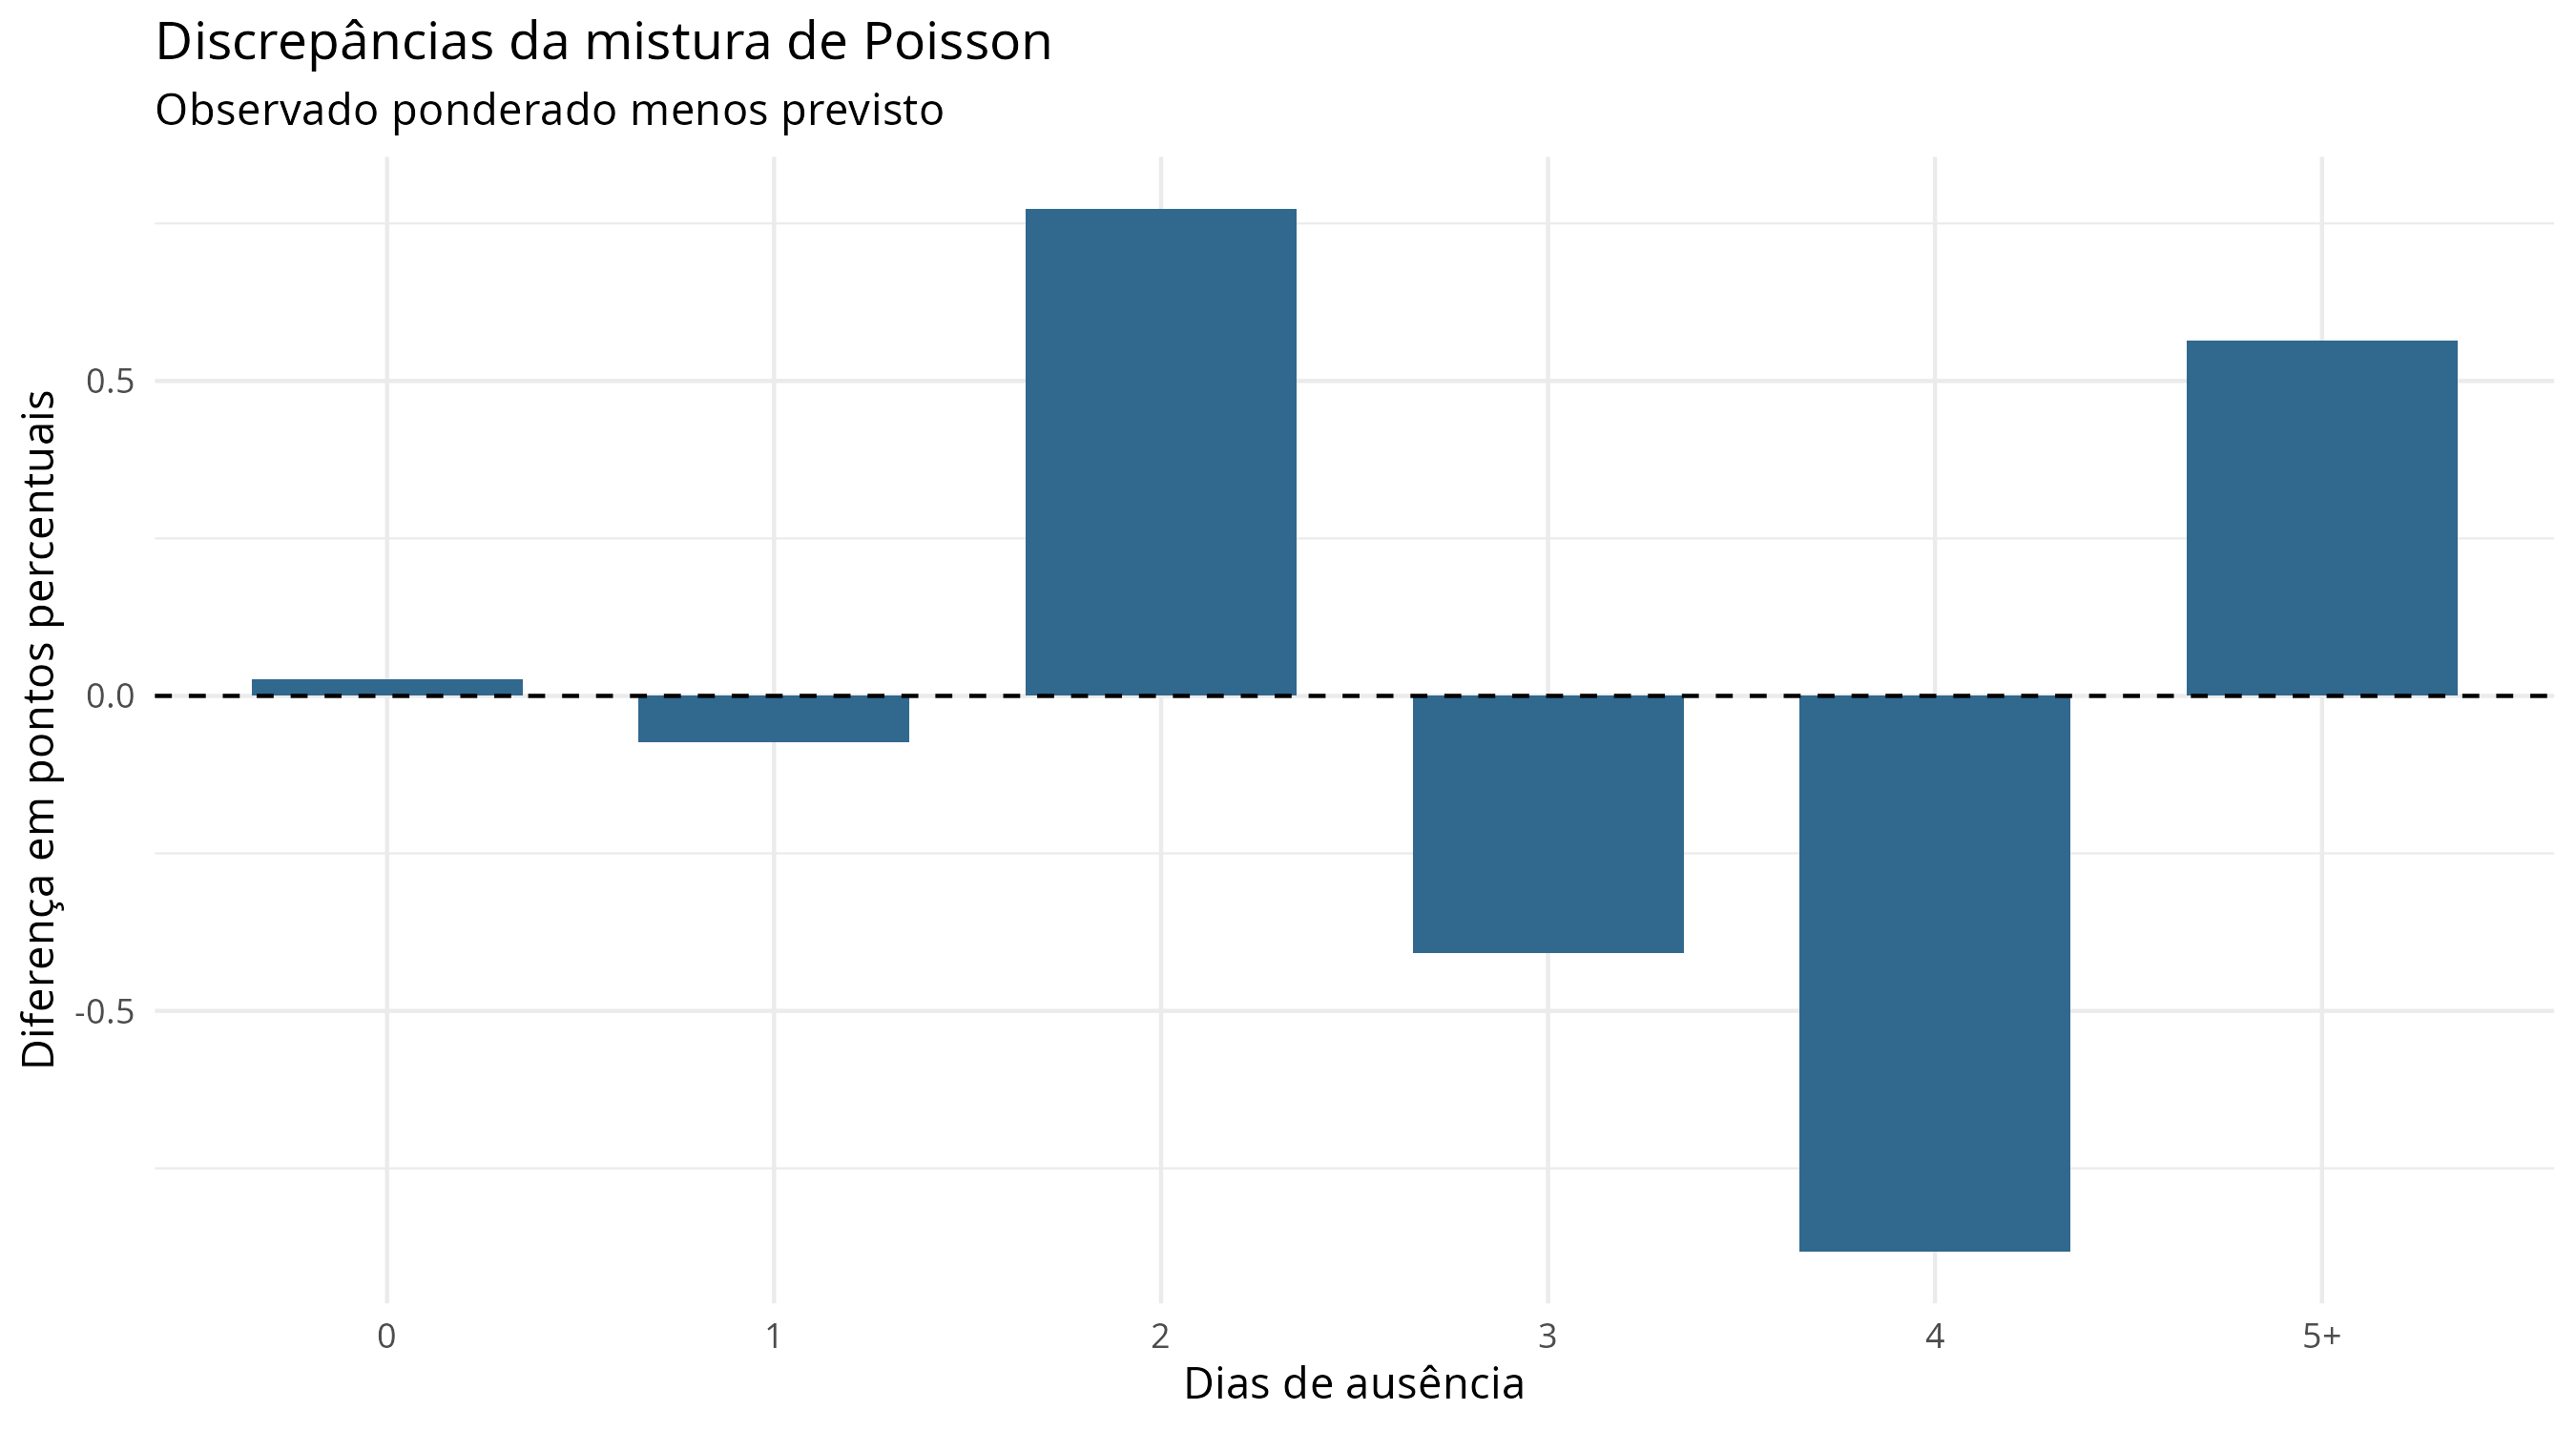 Discrepâncias da mistura de Poisson
Observado ponderado menos previsto
Diferença em pontos percentuais
0.5
0.0
-0.5
0
1
2
3
4
5+
Dias de ausência